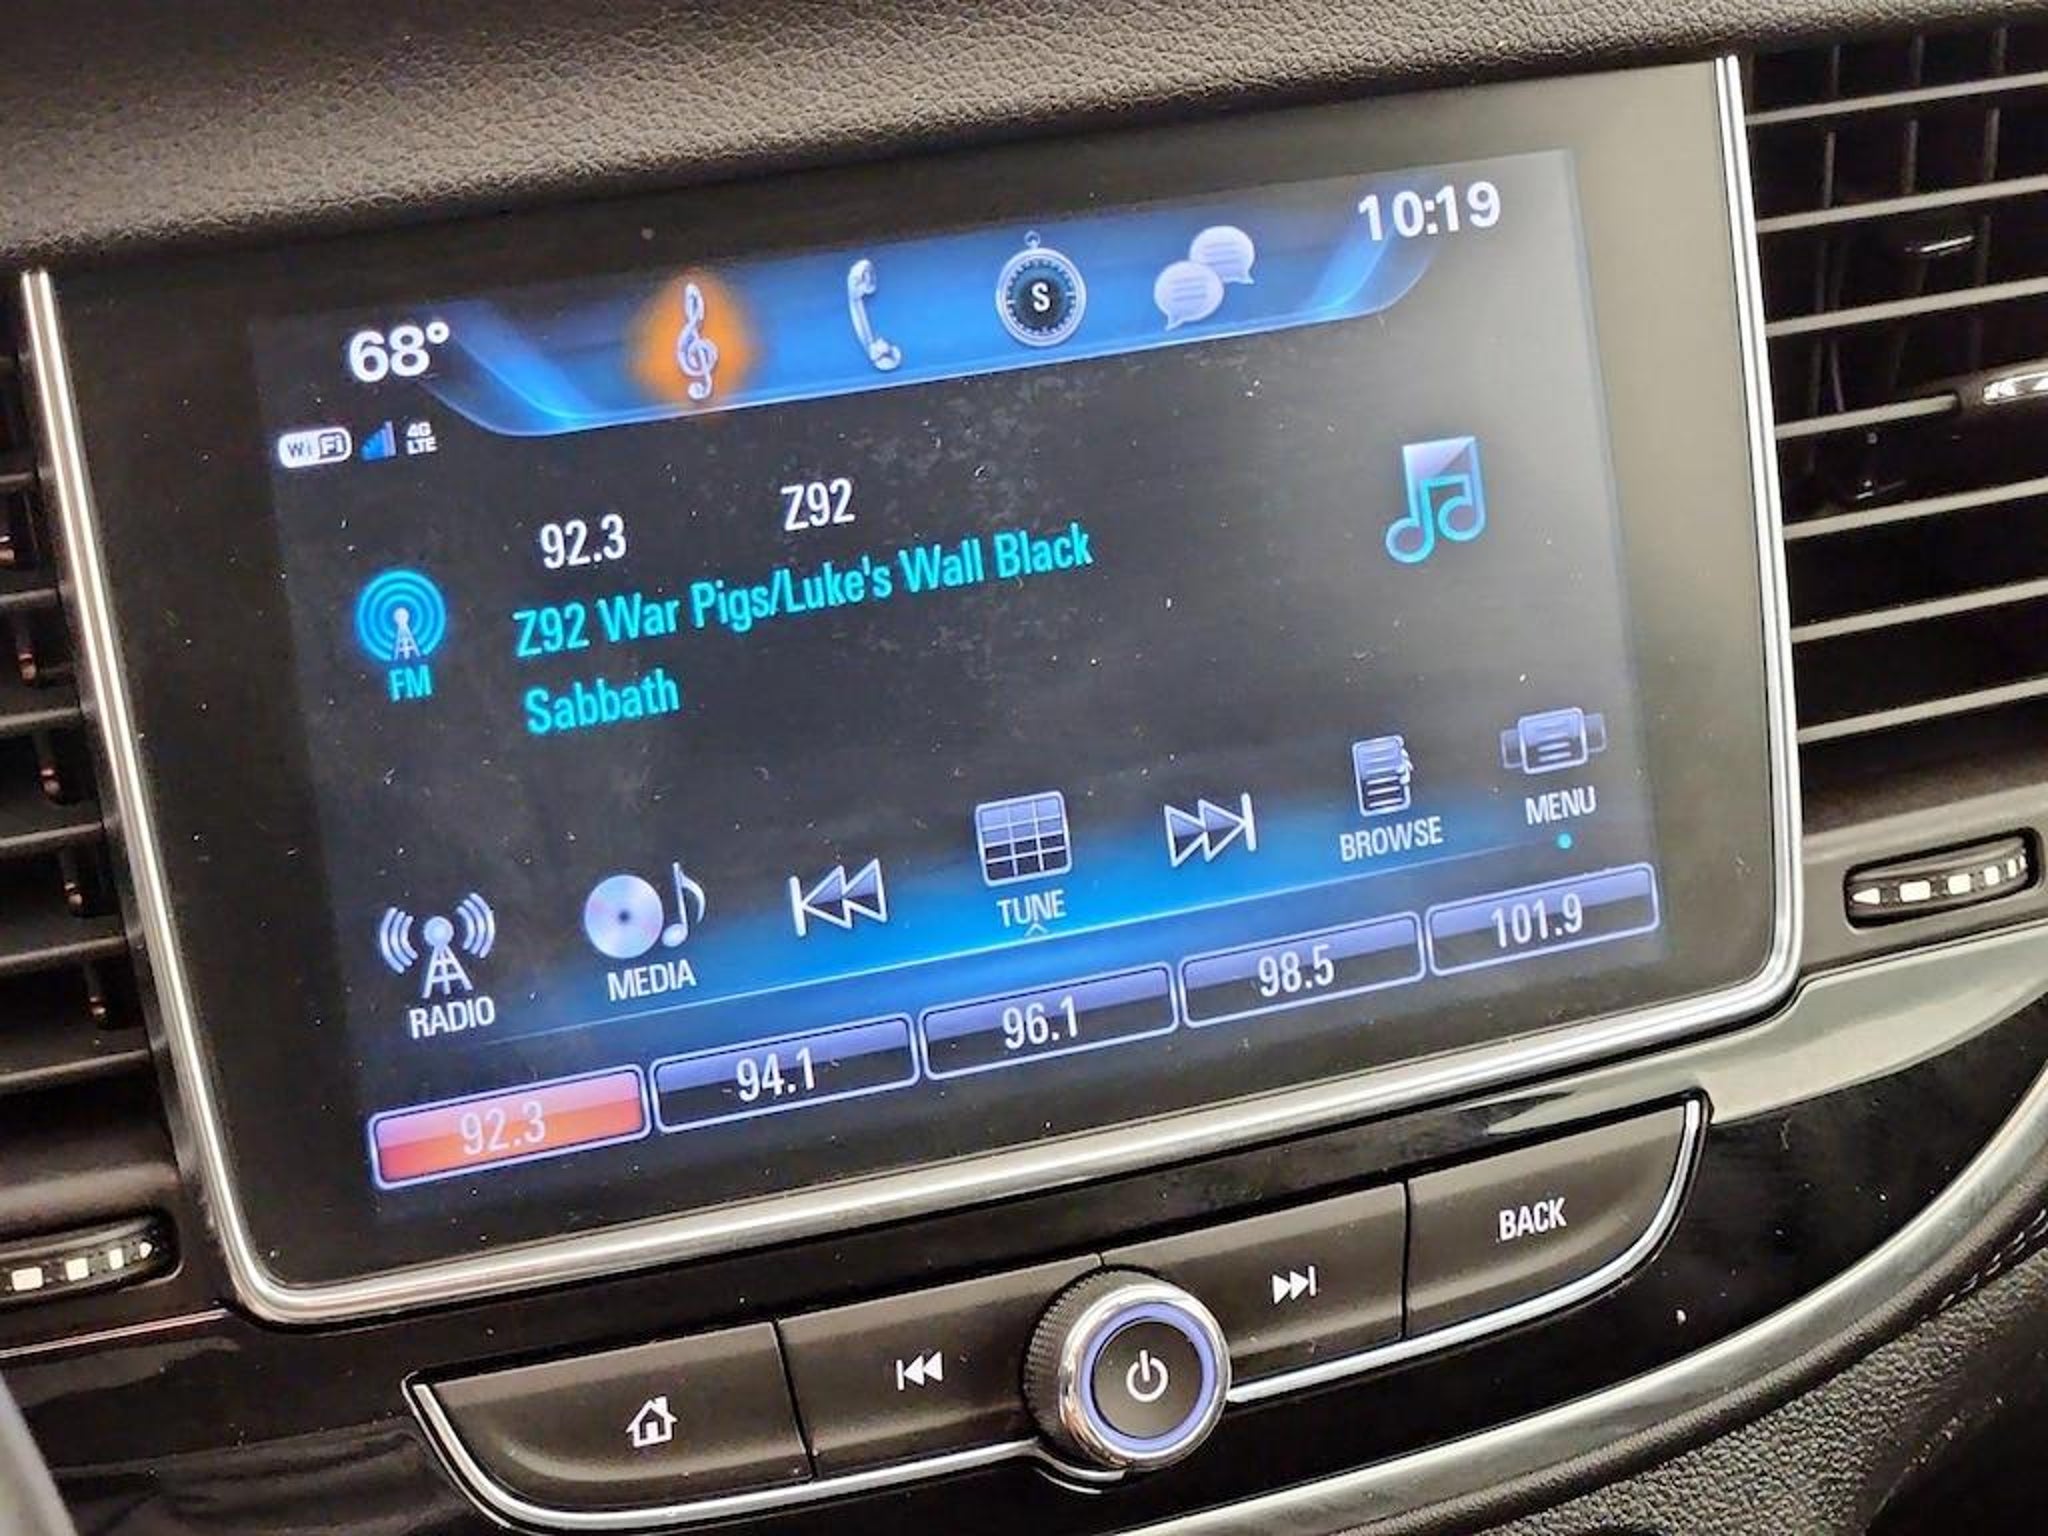 68°
10:19
S
WiFi 4G
LTE
92.3 Z92
Z92 War Pigs/Luke's Wall Black
Sabbath
FM
RADIO
MEDIA
TUNE
BROWSE
MENU
92.3
94.1
96.1
98.5
101.9
BACK